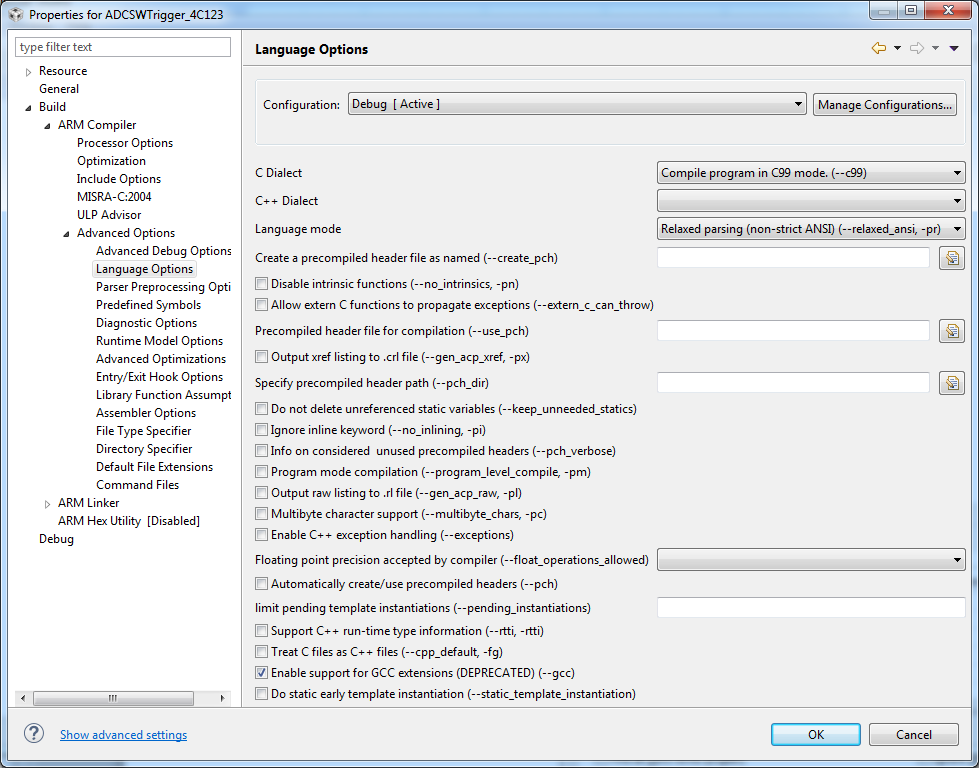 Properties for ADCSWTrigger_4C123
type filter text
Resource
General
Build
ARM Compiler
Processor Options
Optimization
Include Options
MISRA-C:2004
ULP Advisor
Advanced Options
Advanced Debug Options
Language Options
Parser Preprocessing Opti
Predefined Symbols
Diagnostic Options
Runtime Model Options
Advanced Optimizations
Entry/Exit Hook Options
Library Function Assumpt
Assembler Options
File Type Specifier
Directory Specifier
Default File Extensions
Command Files
ARM Linker
ARM Hex Utility [Disabled]
Debug
Language Options
Configuration: Debug [ Active ] Manage Configurations...
C Dialect Compile program in C99 mode. (--c99)
C++ Dialect
Language mode Relaxed parsing (non-strict ANSI) (--relaxed_ansi, -pr)
Create a precompiled header file as named (--create_pch)
Disable intrinsic functions (--no_intrinsics, -pn)
Allow extern C functions to propagate exceptions (--extern_c_can_throw)
Precompiled header file for compilation (--use_pch)
Output xref listing to .crl file (--gen_acp_xref, -px)
Specify precompiled header path (--pch_dir)
Do not delete unreferenced static variables (--keep_unneeded_statics)
Ignore inline keyword (--no_inlining, -pi)
Info on considered  unused precompiled headers (--pch_verbose)
Program mode compilation (--program_level_compile, -pm)
Output raw listing to .rl file (--gen_acp_raw, -pl)
Multibyte character support (--multibyte_chars, -pc)
Enable C++ exception handling (--exceptions)
Floating point precision accepted by compiler (--float_operations_allowed)
Automatically create/use precompiled headers (--pch)
limit pending template instantiations (--pending_instantiations)
Support C++ run-time type information (--rtti, -rtti)
Treat C files as C++ files (--cpp_default, -fg)
Enable support for GCC extensions (DEPRECATED) (--gcc)
Do static early template instantiation (--static_template_instantiation)
Show advanced settings
OK
Cancel